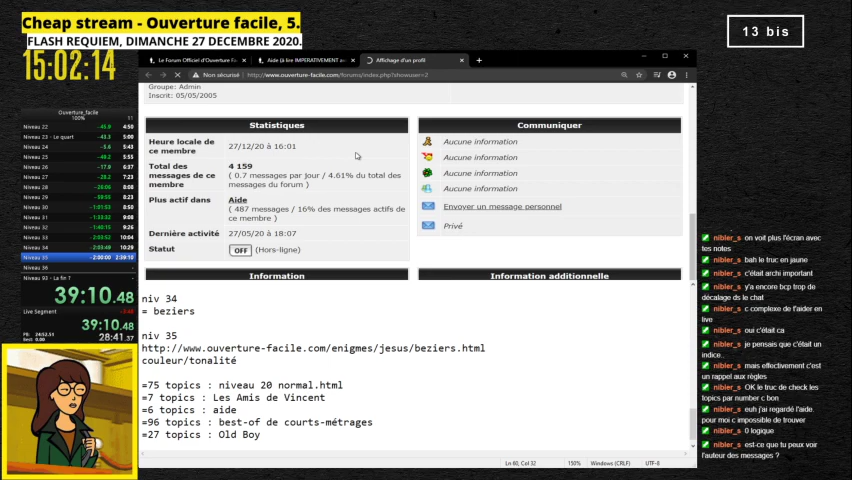 Cheap stream - Ouverture facile, 5.
FLASH REQUIEM, DIMANCHE 27 DECEMBRE 2020.
15:02:14
13 bis
Le Forum Officiel d'Ouverture Fa
Aide (à lire IMPERATIVEMENT av
Affichage d'un profil
Non sécurisé
http://www.ouverture-facile.com/forums/index.php?showuser=2
Groupe: Admin
Inscrit: 05/05/2005
Statistiques
Heure locale de ce membre
27/12/20 à 16:01
Total des messages de ce membre
4 159
( 0.7 messages par jour / 4.61% du total des messages du forum )
Plus actif dans
Aide
( 487 messages / 16% des messages actifs de ce membre )
Dernière activité
27/05/20 à 18:07
Statut
OFF (Hors-ligne)
Communiquer
Aucune information
Aucune information
Aucune information
Aucune information
Envoyer un message personnel
Privé
Information
Information additionnelle
Ouverture_facile
100%
11
Niveau 22
4:50
Niveau 23 - Le quart
5:00
Niveau 24
5:43
Niveau 25
5:55
Niveau 26
6:37
Niveau 27
7:23
Niveau 28
8:08
Niveau 29
8:23
Niveau 30
8:50
Niveau 31
9:08
Niveau 32
9:26
Niveau 33
10:04
Niveau 34
10:29
Niveau 35
-2:00:00
2:39:10
Niveau 36
-
Niveau 93 - La fin ?
39:10.48
Live Segment
39:10.48
PB: 24:52.51
28:41.37
niv 34
= beziers
niv 35
http://www.ouverture-facile.com/enigmes/jesus/beziers.html
couleur/tonalité
=75 topics : niveau 20 normal.html
=7 topics : Les Amis de Vincent
=6 topics : aide
=96 topics : best-of de courts-métrages
=27 topics : Old Boy
Ln 60, Col 32
150%
Windows (CRLF)
UTF-8
nibler_s on voit plus l'écran avec
tes notes
nibler_s bah le truc en jaune
nibler_s c'était archi important
nibler_s y'a encore bcp trop de
décalage ds le chat
nibler_s c complexe de t'aider en
live
nibler_s oui c'était ca
nibler_s je pensais que c'était un
indice..
nibler_s mais effectivement c'est
un rappel aux règles
nibler_s OK le truc de check les
topics par number c bon
nibler_s euh j'ai regardé l'aide.
pour moi c impossible de trouver
nibler_s 0 logique
nibler_s est-ce que tu peux voir
l'auteur des messages ?